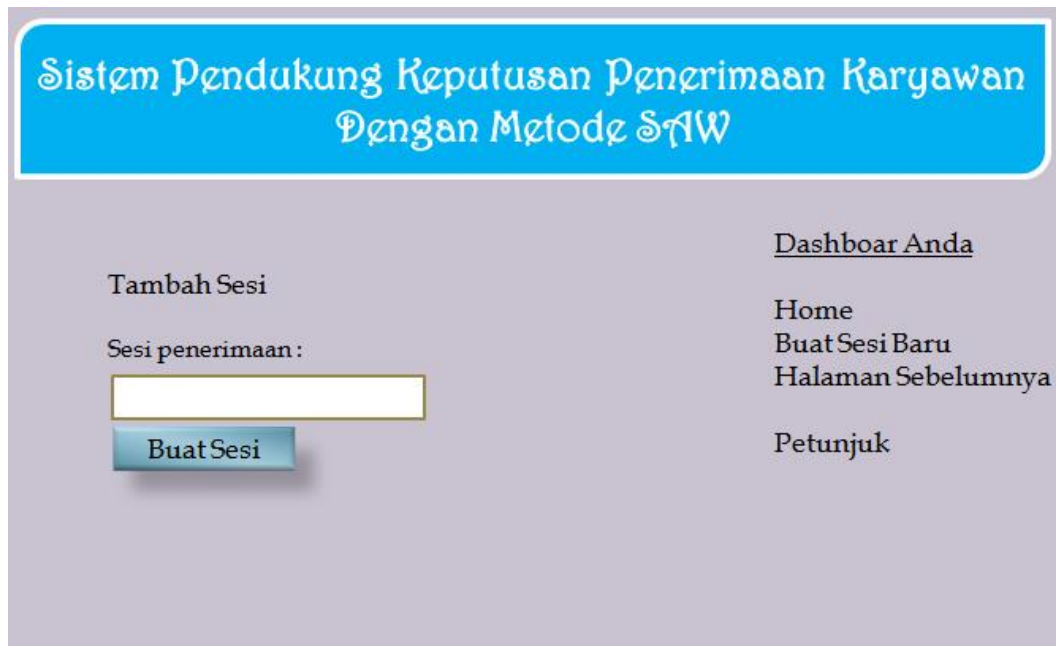 Sistem Pendukung Keputusan Penerimaan Karyawan
Dengan Metode SAW
Tambah Sesi
Sesi penerimaan :
Buat Sesi
Dashboar Anda
Home
Buat Sesi Baru
Halaman Sebelumnya
Petunjuk